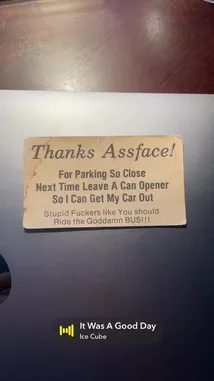 Thanks Assface!
For Parking So Close
Next Time Leave A Can Opener
So I Can Get My Car Out
Stupid Fuckers like You should
Ride the Goddamn BUS!!!
It Was A Good Day
Ice Cube